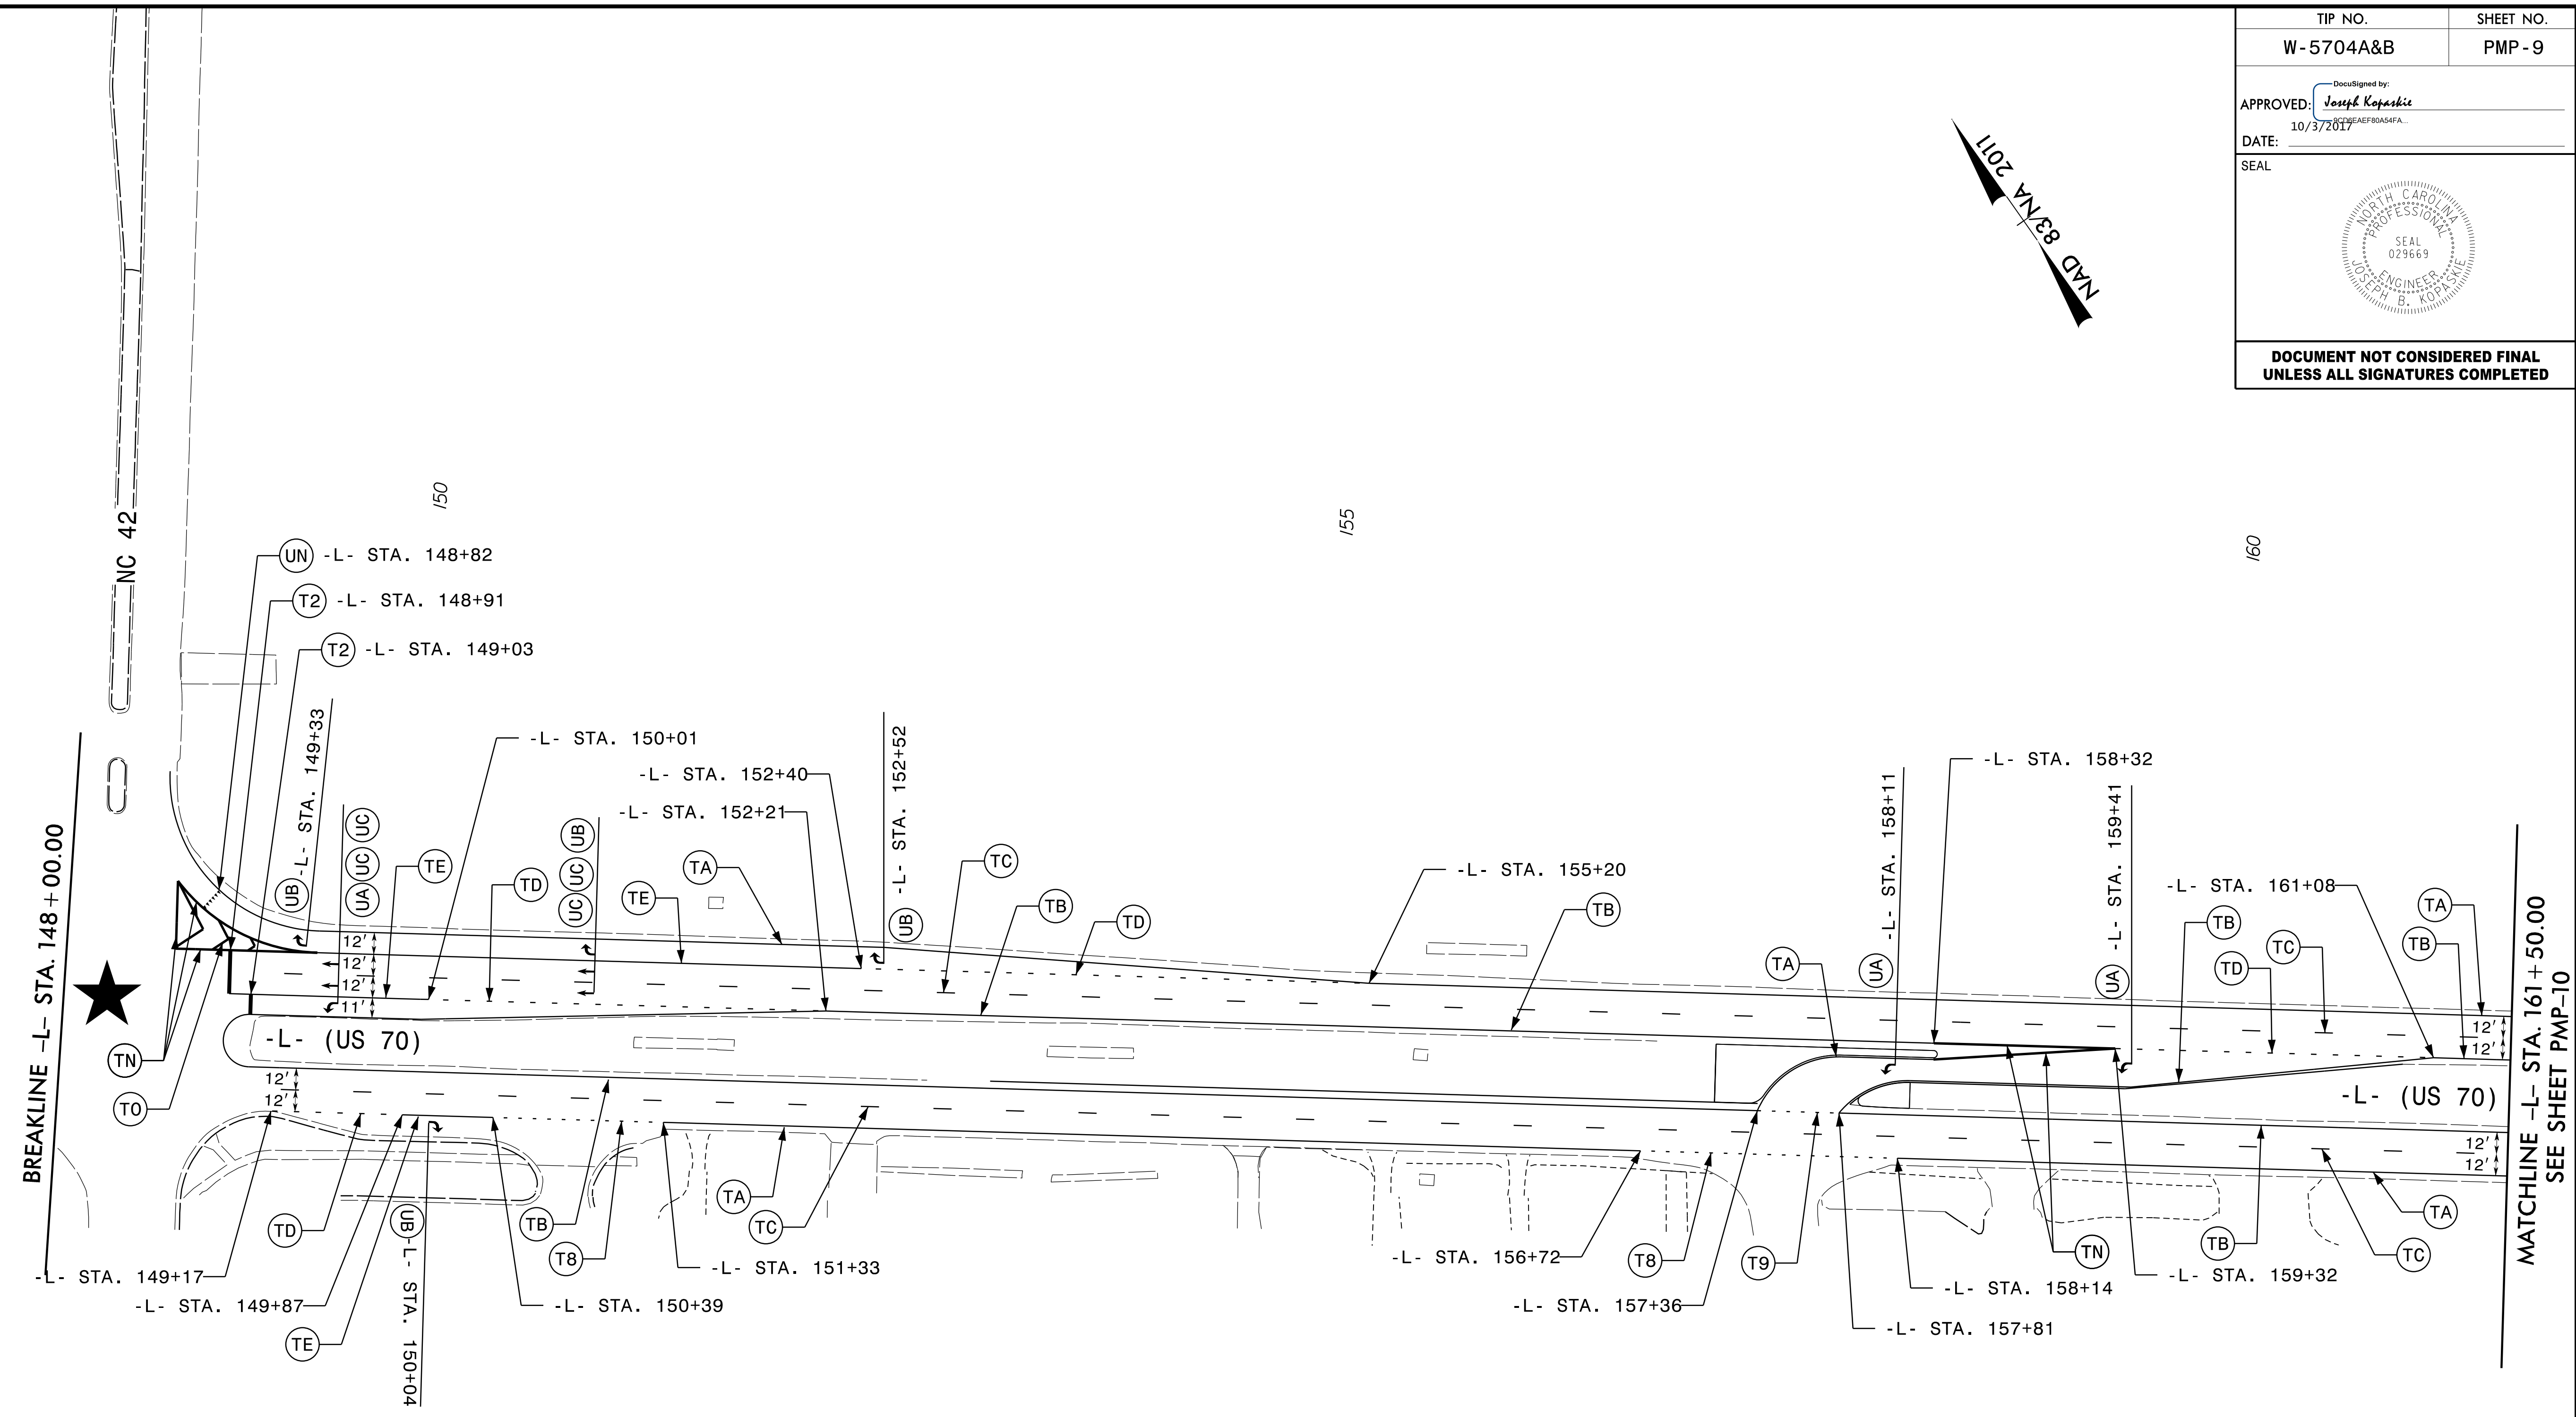 TIP NO.
SHEET NO.
W-5704A&B
PMP-9
DocuSigned by:
APPROVED: Joseph Kopaskie
9CD6EAEF80A54FA...
10/3/2017
DATE:
SEAL
NORTH CAROLINA
PROFESSIONAL
SEAL
029669
ENGINEER
JOSEPH B. KOPASKIE
DOCUMENT NOT CONSIDERED FINAL
UNLESS ALL SIGNATURES COMPLETED
NAD 83/NA 2011
NC 42
150
155
160
UN -L- STA. 148+82
T2 -L- STA. 148+91
T2 -L- STA. 149+03
UB -L- STA. 149+33
-L- STA. 150+01
-L- STA. 152+40
-L- STA. 152+21
UB -L- STA. 152+52
UA UC UC
UC UC UB
TE
TD
TE
TA
TC
TB
TD
-L- STA. 155+20
TB
TA
UA -L- STA. 158+11
-L- STA. 158+32
UA -L- STA. 159+41
-L- STA. 161+08
TB
TD
TC
TA
TB
12'
12'
12'
11'
12'
12'
BREAKLINE -L- STA. 148+00.00
-L- (US 70)
-L- (US 70)
MATCHLINE -L- STA. 161+50.00
SEE SHEET PMP-10
12'
12'
12'
12'
TN
TO
TD
TE
UB -L- STA. 150+04
TB
T8
TA
TC
-L- STA. 149+17
-L- STA. 149+87
-L- STA. 150+39
-L- STA. 151+33
-L- STA. 156+72
T8
-L- STA. 157+36
T9
-L- STA. 157+81
-L- STA. 158+14
TN
-L- STA. 159+32
TB
TC
TA